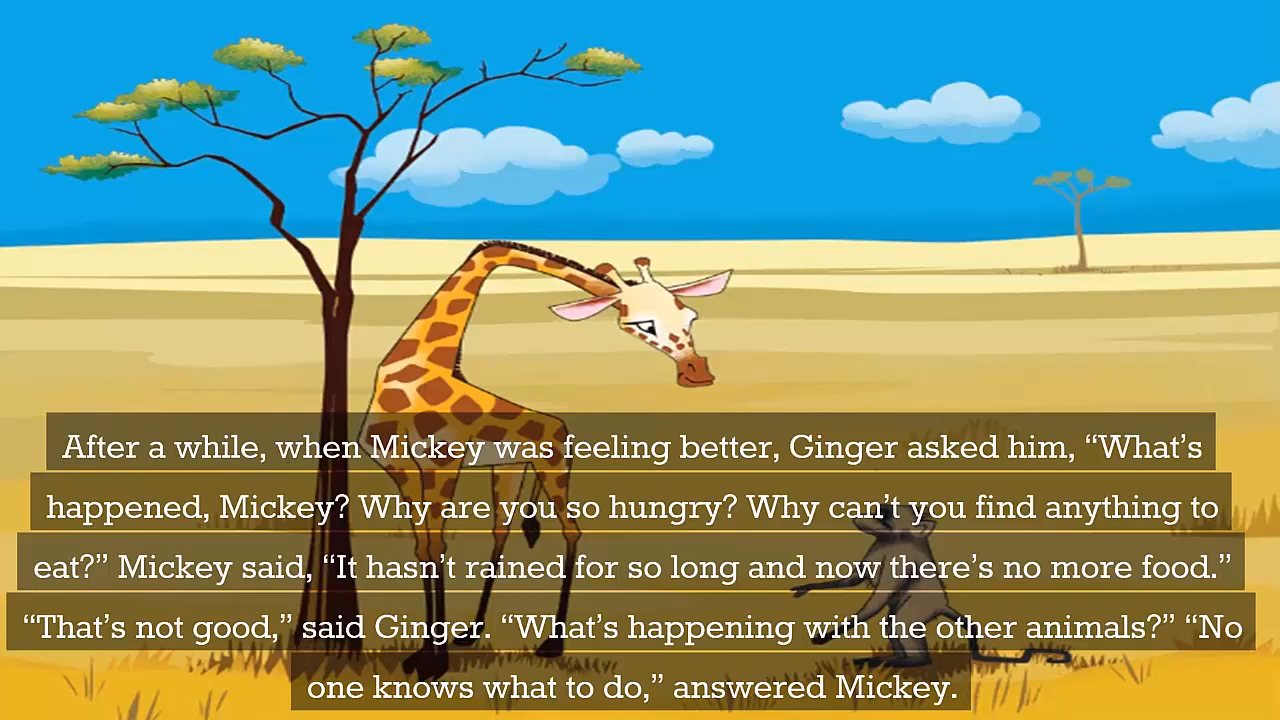 After a while, when Mickey was feeling better, Ginger asked him, “What’s
happened, Mickey? Why are you so hungry? Why can’t you find anything to
eat?” Mickey said, “It hasn’t rained for so long and now there’s no more food.”
“That’s not good,” said Ginger. “What’s happening with the other animals?” “No
one knows what to do,” answered Mickey.